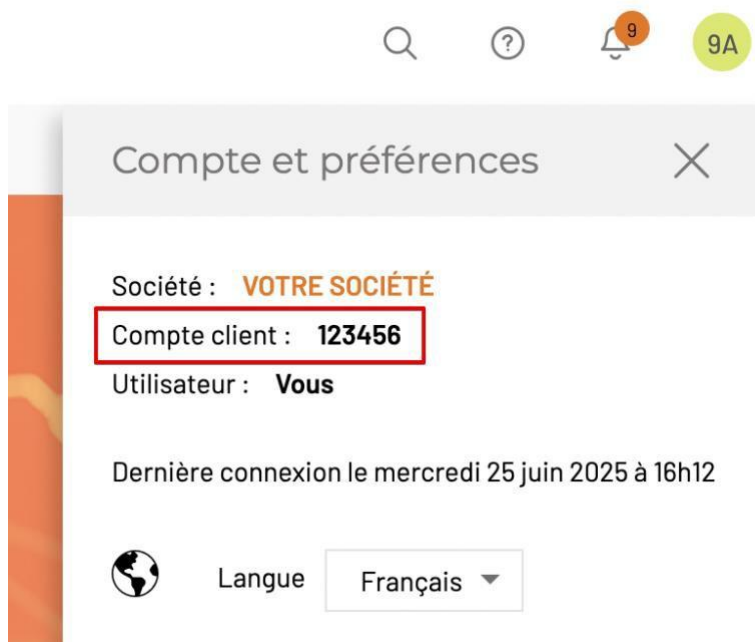 9
9A
Compte et préférences
Société : VOTRE SOCIÉTÉ
Compte client : 123456
Utilisateur : Vous
Dernière connexion le mercredi 25 juin 2025 à 16h12
Langue Français